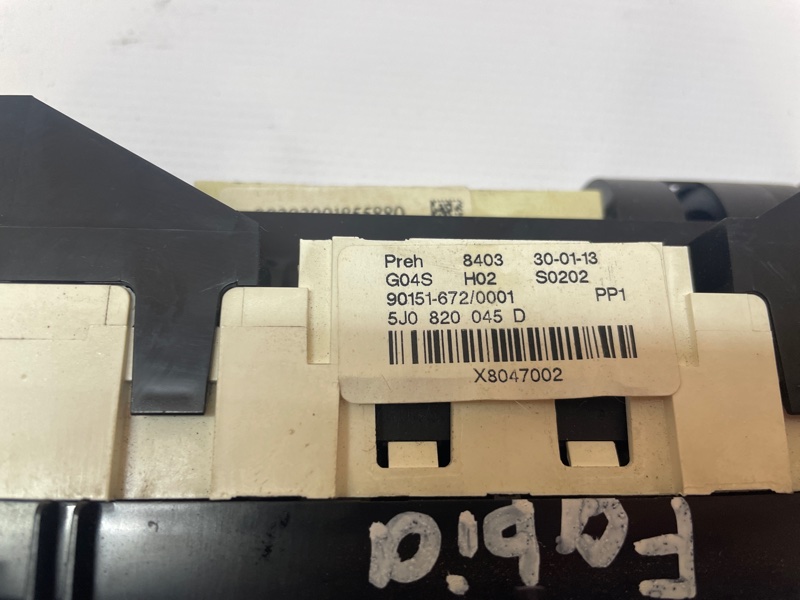 Preh 8403 30-01-13
G04S H02 S0202
90151-672/0001 PP1
5J0 820 045 D
X8047002
Fabia